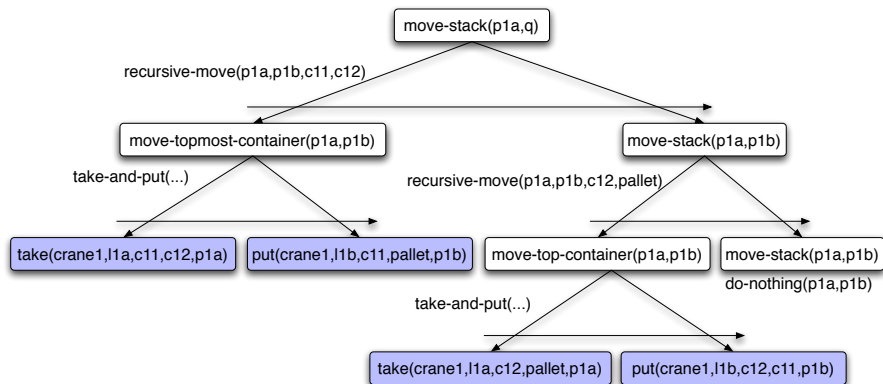 move-stack(p1a,q)
recursive-move(p1a,p1b,c11,c12)
move-topmost-container(p1a,p1b)
move-stack(p1a,p1b)
take-and-put(...)
recursive-move(p1a,p1b,c12,pallet)
take(crane1,l1a,c11,c12,p1a)
put(crane1,l1b,c11,pallet,p1b)
move-top-container(p1a,p1b)
move-stack(p1a,p1b)
do-nothing(p1a,p1b)
take-and-put(...)
take(crane1,l1a,c12,pallet,p1a)
put(crane1,l1b,c12,c11,p1b)